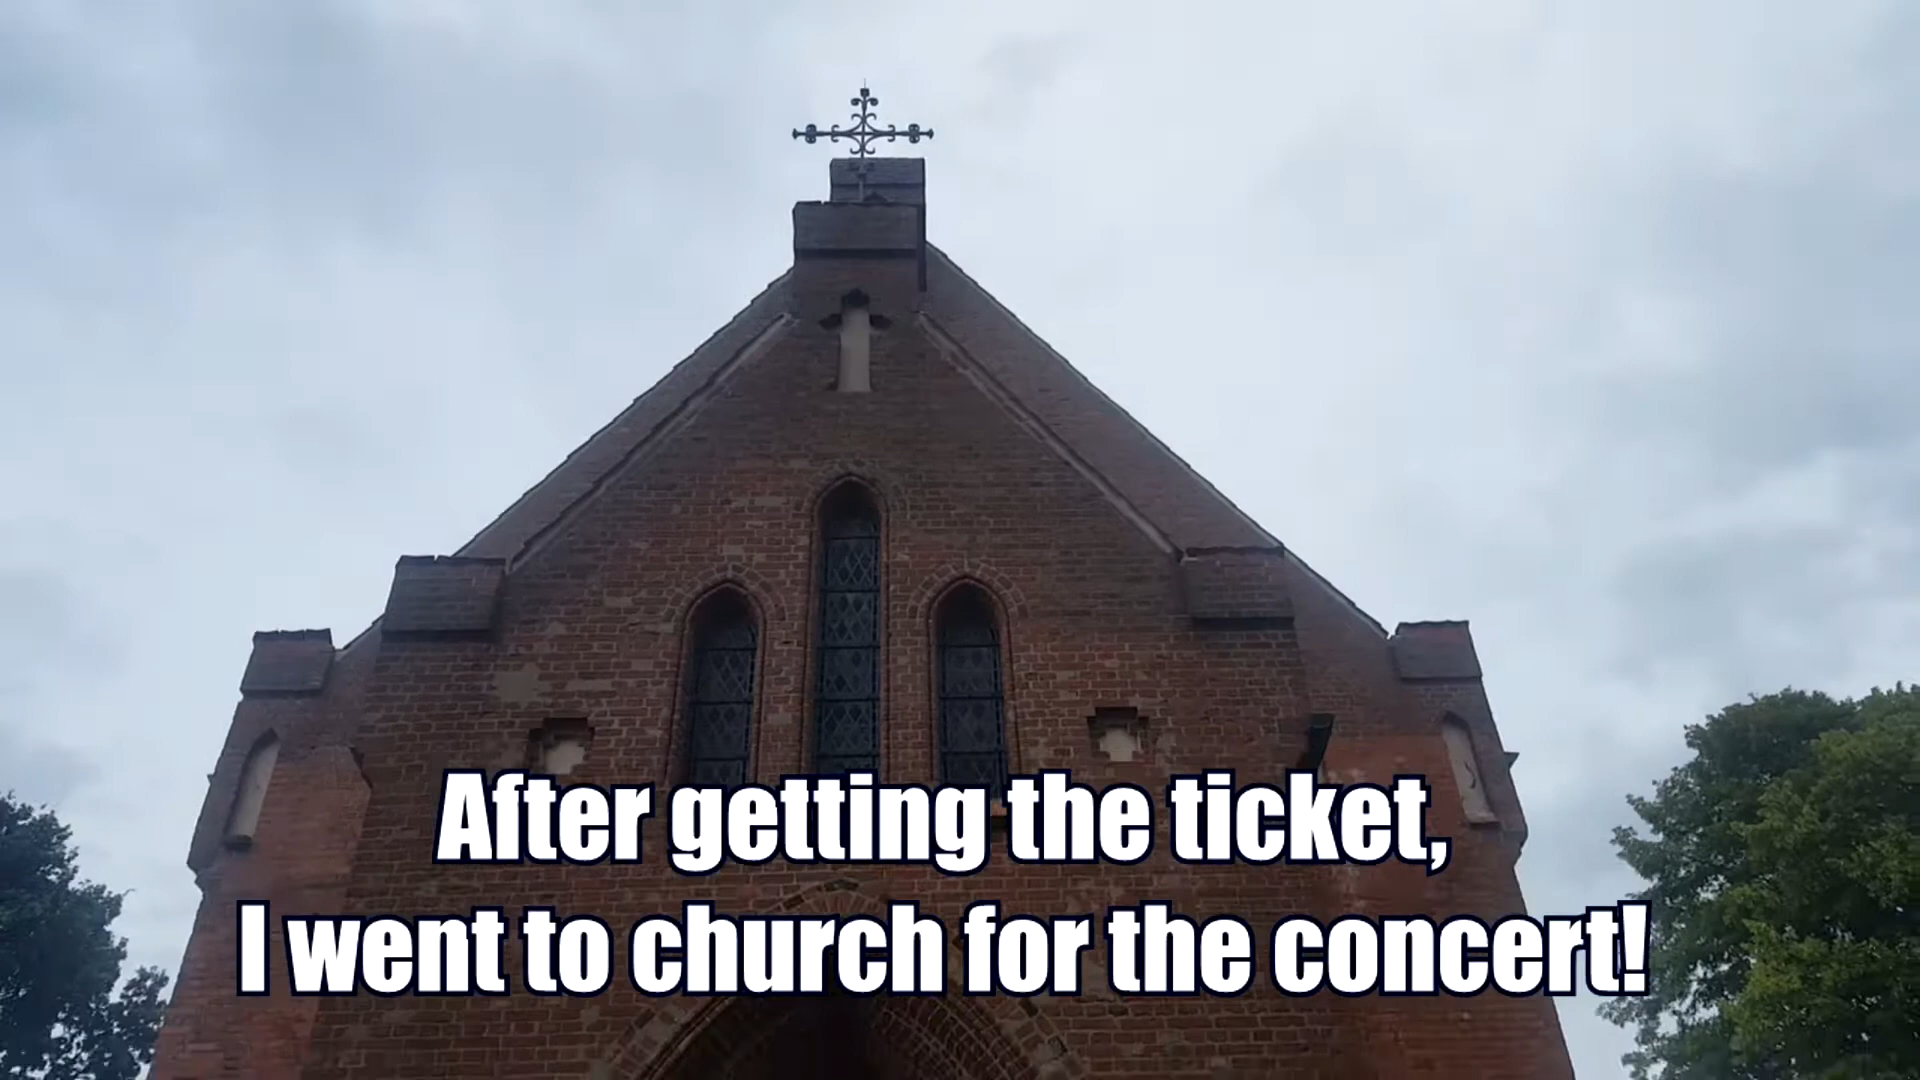 After getting the ticket,
I went to church for the concert!